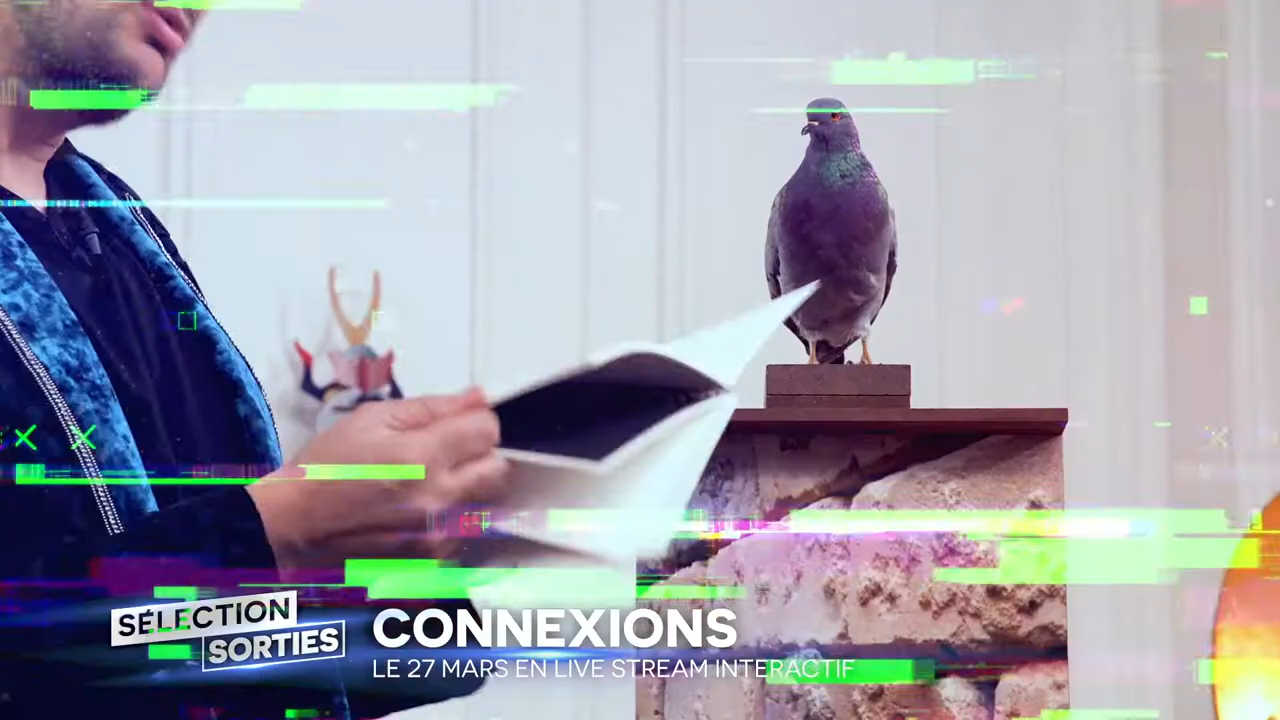 SÉLECTION
SORTIES
CONNEXIONS
LE 27 MARS EN LIVE STREAM INTERACTIF